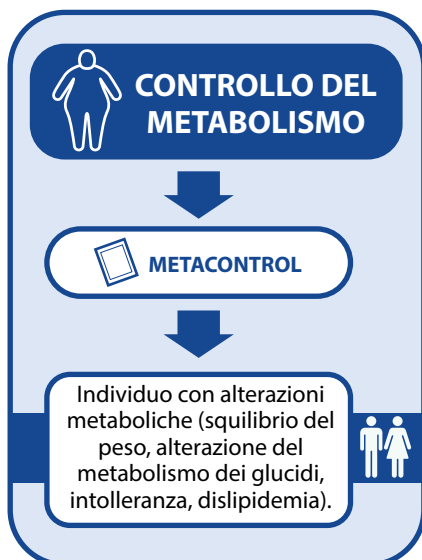 CONTROLLO DEL
METABOLISMO
METACONTROL
Individuo con alterazioni
metaboliche (squilibrio del
peso, alterazione del
metabolismo dei glucidi,
intolleranza, dislipidemia).